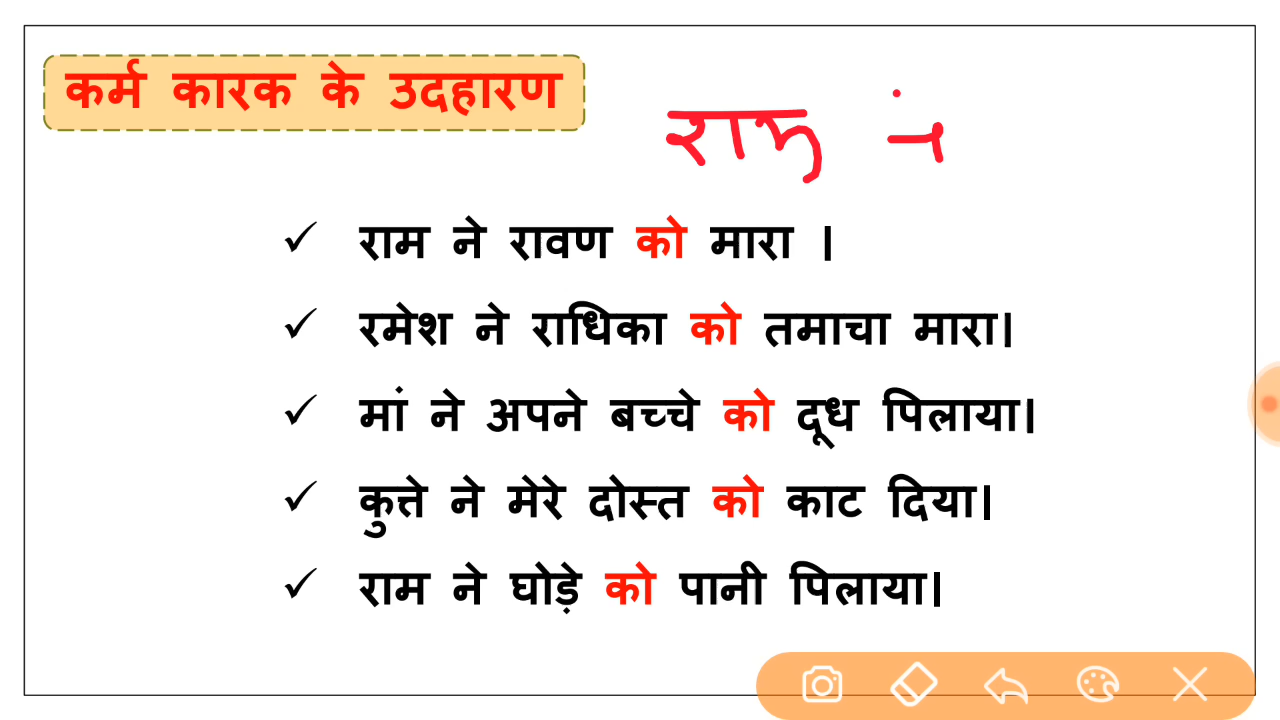 कर्म कारक के उदहारण
राम
राम ने रावण को मारा ।
रमेश ने राधिका को तमाचा मारा।
मां ने अपने बच्चे को दूध पिलाया।
कुत्ते ने मेरे दोस्त को काट दिया।
राम ने घोड़े को पानी पिलाया।